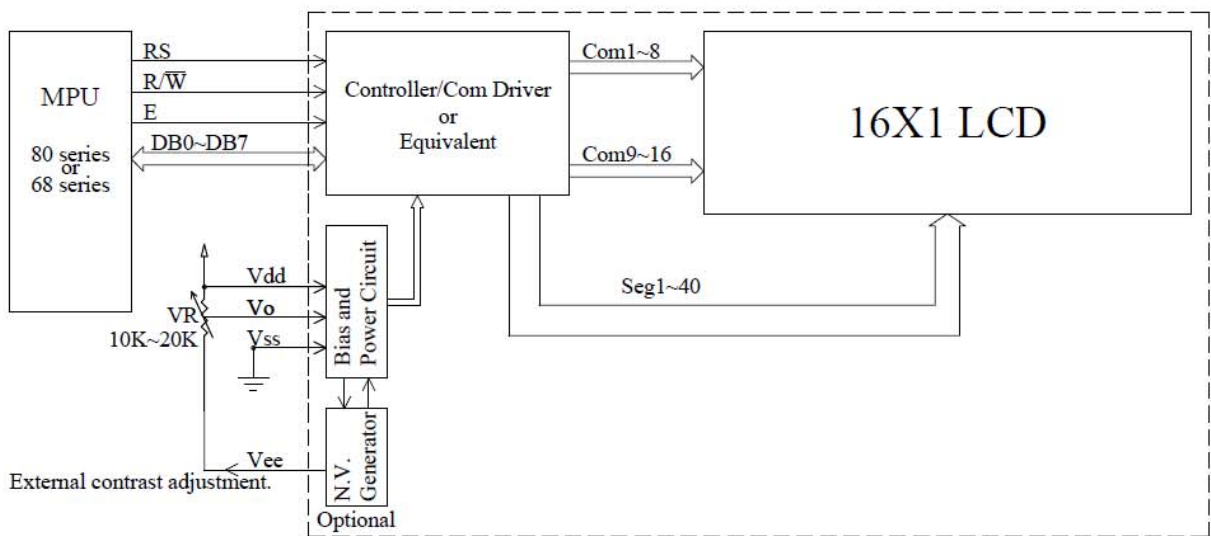 MPU
80 series
or
68 series
RS
R/W̅
E
DB0~DB7
Controller/Com Driver
or
Equivalent
Com1~8
Com9~16
16X1 LCD
Seg1~40
Vdd
Vo
Vss
VR
10K~20K
Bias and
Power Circuit
N.V.
Generator
Vee
External contrast adjustment.
Optional